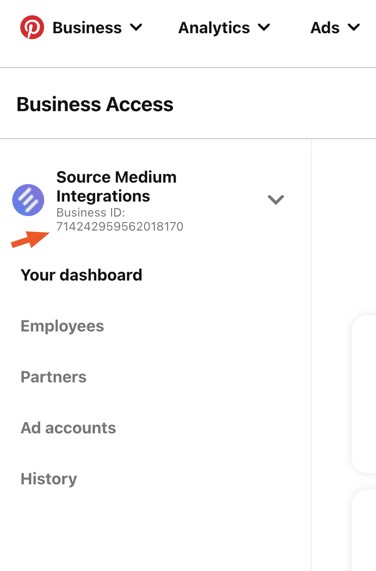 Business Analytics Ads
Business Access
Source Medium
Integrations
Business ID:
714242959562018170
Your dashboard
Employees
Partners
Ad accounts
History